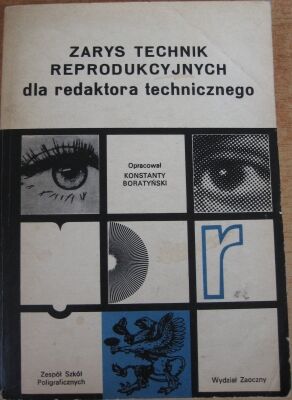 ZARYS TECHNIK
REPRODUKCYJNYCH
dla redaktora technicznego
Opracował
KONSTANTY
BORATYŃSKI
r
Zespół Szkół
Poligraficznych
Wydział Zaoczny